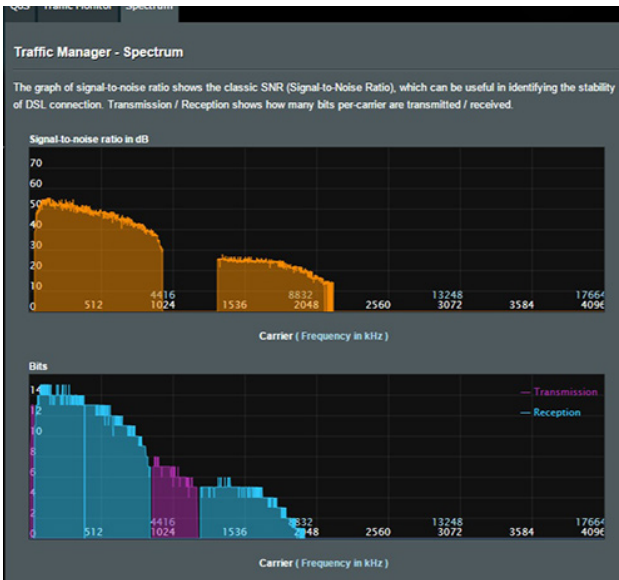 QoS Traffic Monitor Spectrum
Traffic Manager - Spectrum
The graph of signal-to-noise ratio shows the classic SNR (Signal-to-Noise Ratio), which can be useful in identifying the stability
of DSL connection. Transmission / Reception shows how many bits per-carrier are transmitted / received.
Signal-to-noise ratio in dB
70
60
50
40
30
20
10
4416 8832 13248 17664
0 512 1024 1536 2048 2560 3072 3584 4096
Carrier ( Frequency in kHz )
Bits
14 Transmission
12 Reception
10
8
6
4
2
4416 8832 13248 17664
0 512 1024 1536 2048 2560 3072 3584 4096
Carrier ( Frequency in kHz )